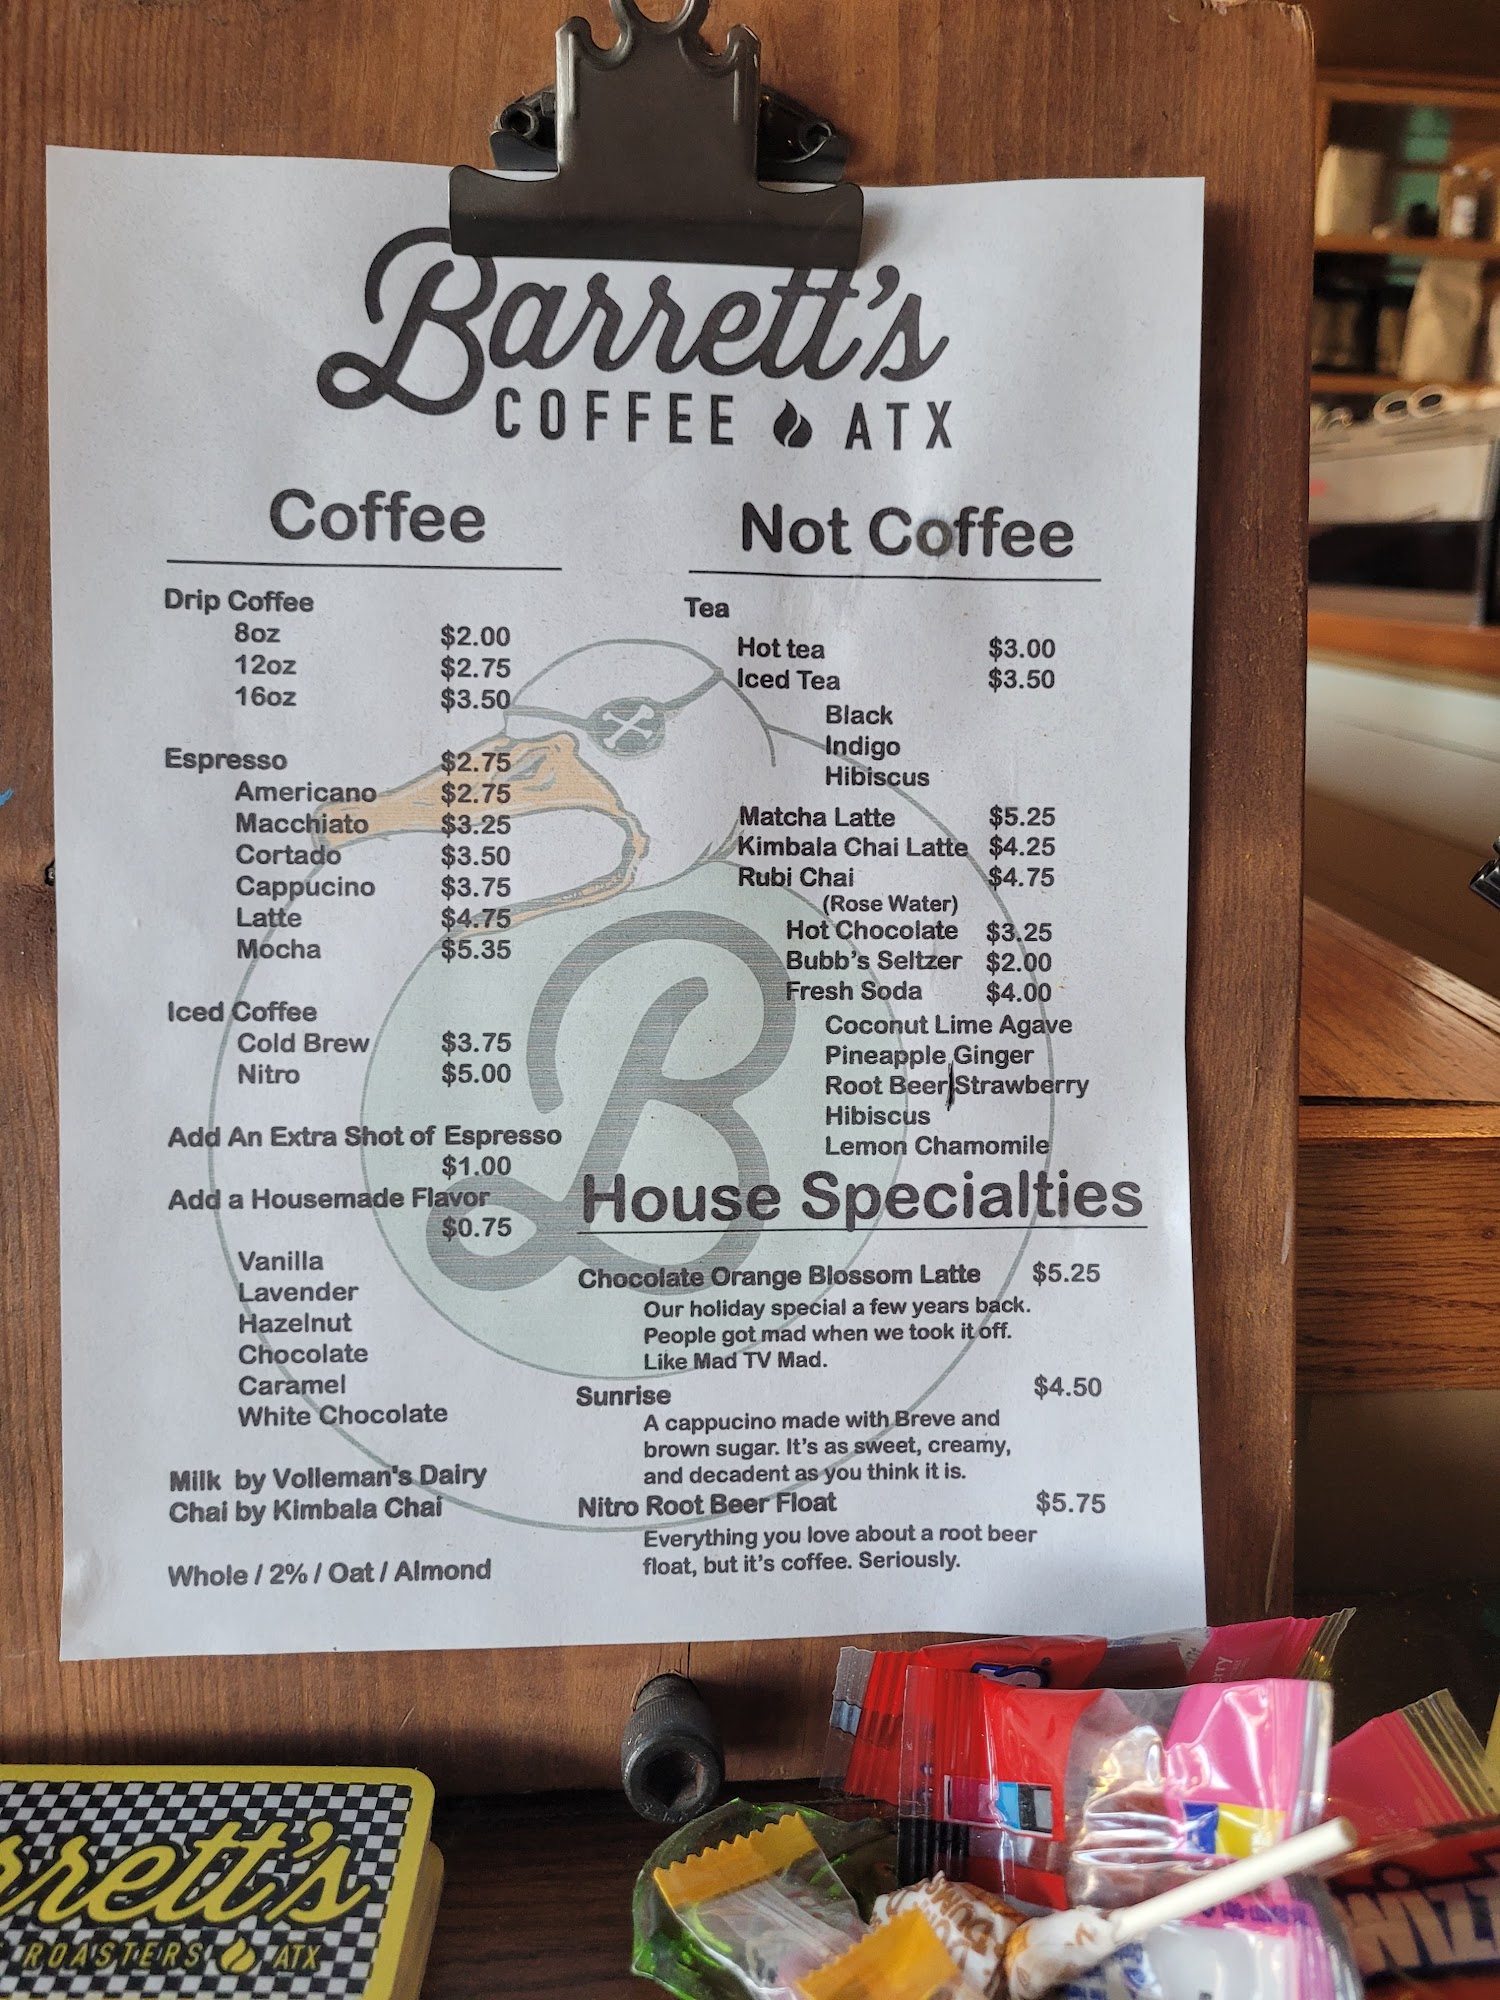 Barrett's
COFFEE ATX
Coffee
Drip Coffee
8oz $2.00
12oz $2.75
16oz $3.50
Espresso $2.75
Americano $2.75
Macchiato $3.25
Cortado $3.50
Cappucino $3.75
Latte $4.75
Mocha $5.35
Iced Coffee
Cold Brew $3.75
Nitro $5.00
Add An Extra Shot of Espresso
$1.00
Add a Housemade Flavor
$0.75
Vanilla
Lavender
Hazelnut
Chocolate
Caramel
White Chocolate
Milk by Volleman's Dairy
Chai by Kimbala Chai
Whole / 2% / Oat / Almond
Not Coffee
Tea
Hot tea $3.00
Iced Tea $3.50
Black
Indigo
Hibiscus
Matcha Latte $5.25
Kimbala Chai Latte $4.25
Rubi Chai $4.75
(Rose Water)
Hot Chocolate $3.25
Bubb's Seltzer $2.00
Fresh Soda $4.00
Coconut Lime Agave
Pineapple Ginger
Root Beer Strawberry
Hibiscus
Lemon Chamomile
House Specialties
Chocolate Orange Blossom Latte $5.25
Our holiday special a few years back.
People got mad when we took it off.
Like Mad TV Mad.
Sunrise $4.50
A cappucino made with Breve and
brown sugar. It's as sweet, creamy,
and decadent as you think it is.
Nitro Root Beer Float $5.75
Everything you love about a root beer
float, but it's coffee. Seriously.
B
rrett's
ROASTERS ATX
DUM